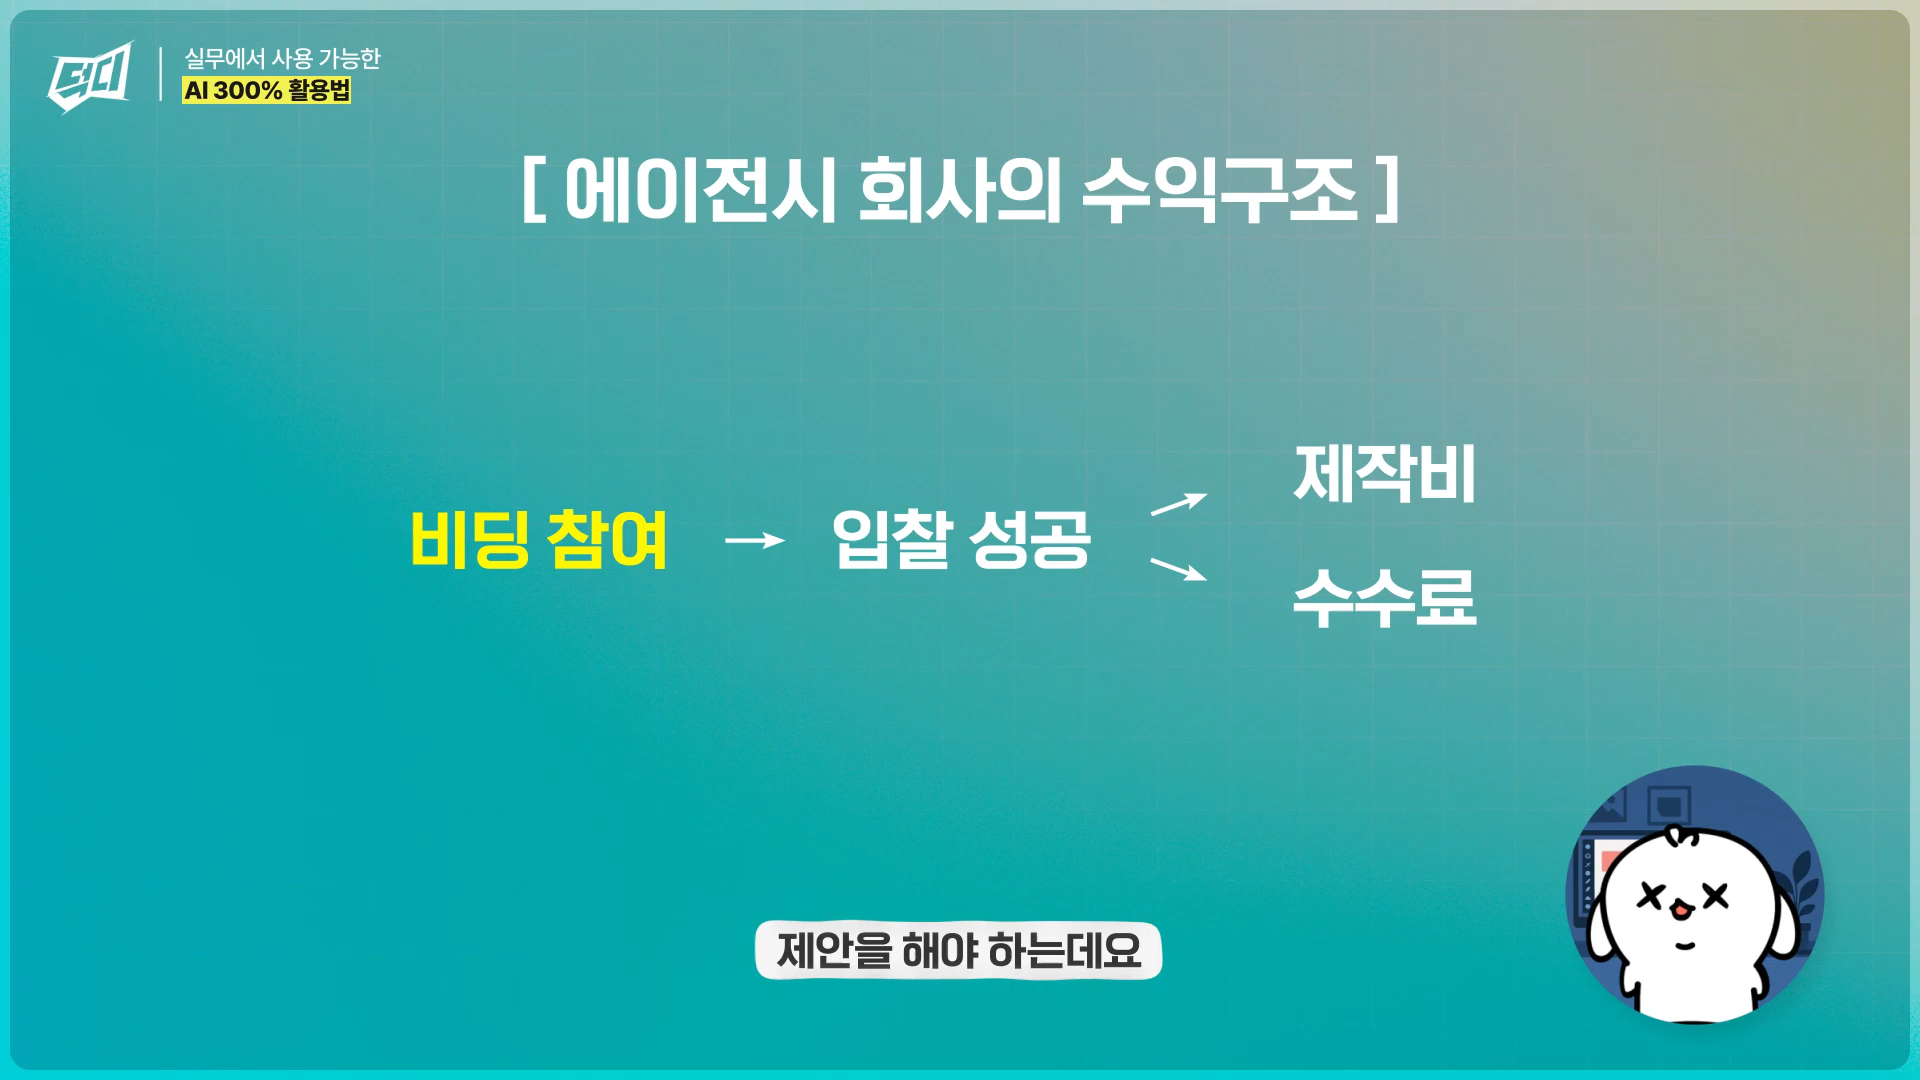 터디
실무에서 사용 가능한
AI 300% 활용법
[ 에이전시 회사의 수익구조 ]
비딩 참여 → 입찰 성공
제작비
수수료
제안을 해야 하는데요